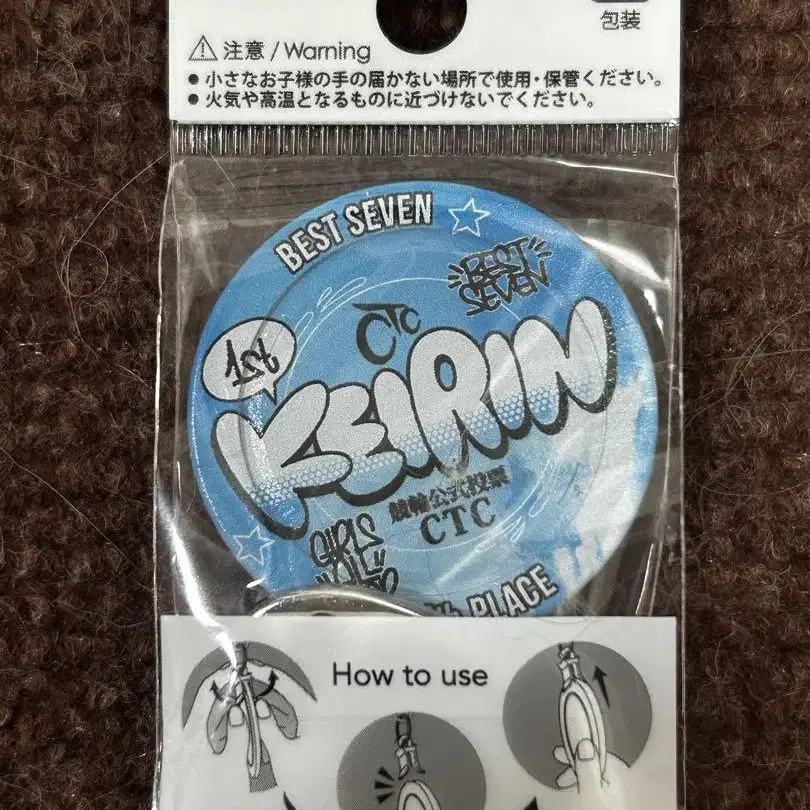 包装
注意 / Warning
● 小さなお子様の手の届かない場所で使用・保管ください。
● 火気や高温となるものに近づけないでください。
BEST SEVEN
BEST
SEVEN
CTC
1st
KEIRIN
競輪公式投票
CTC
GIRLS
PLACE
How to use